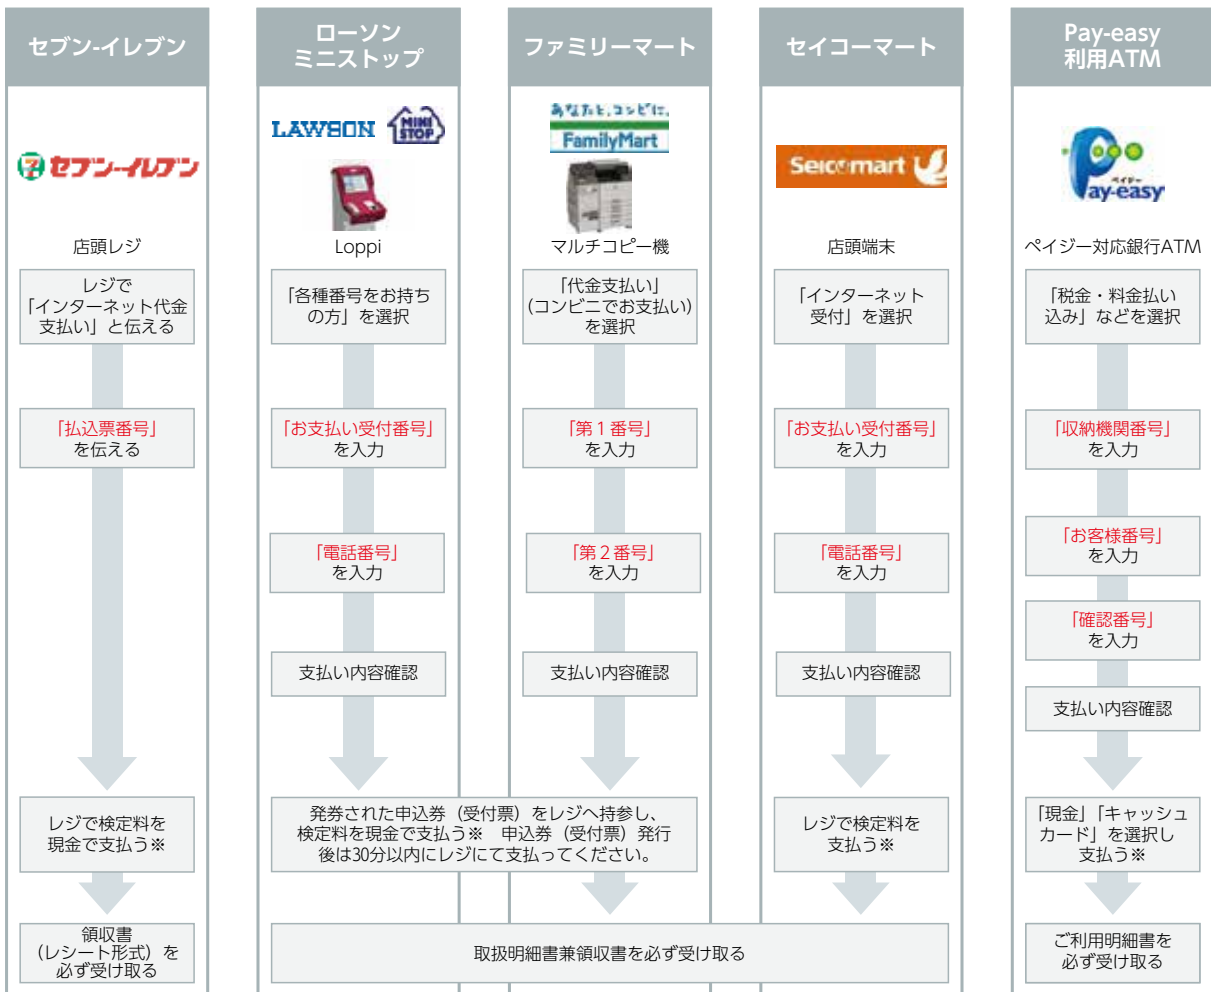 セブン-イレブン
セブン-イレブン
店頭レジ
レジで
「インターネット代金
支払い」と伝える
「払込票番号」
を伝える
レジで検定料を
現金で支払う※
領収書
（レシート形式）を
必ず受け取る
ローソン
ミニストップ
LAWSON
MINI
STOP
Loppi
「各種番号をお持ち
の方」を選択
「お支払い受付番号」
を入力
「電話番号」
を入力
支払い内容確認
ファミリーマート
あなたと、コンビに、
FamilyMart
マルチコピー機
「代金支払い」
(コンビニでお支払い)
を選択
「第１番号」
を入力
「第２番号」
を入力
支払い内容確認
発券された申込券（受付票）をレジへ持参し、
検定料を現金で支払う※　申込券（受付票）発行
後は30分以内にレジにて支払ってください。
セイコーマート
Seicomart
店頭端末
「インターネット
受付」を選択
「お支払い受付番号」
を入力
「電話番号」
を入力
支払い内容確認
レジで検定料を
支払う※
取扱明細書兼領収書を必ず受け取る
Pay-easy
利用ATM
ペイジー
Pay-easy
ペイジー対応銀行ATM
「税金・料金払い
込み」などを選択
「収納機関番号」
を入力
「お客様番号」
を入力
「確認番号」
を入力
支払い内容確認
「現金」「キャッシュ
カード」を選択し
支払う※
ご利用明細書を
必ず受け取る